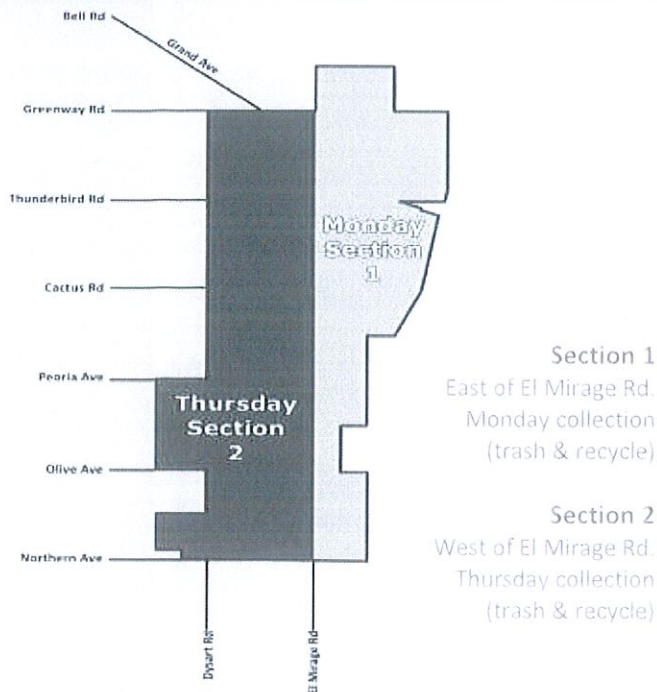 Bell Rd
Grand Ave
Greenway Rd
Thunderbird Rd
Monday
Section
1
Cactus Rd
Peoria Ave
Thursday
Section
2
Olive Ave
Northern Ave
Dysart Rd
El Mirage Rd
Section 1
East of El Mirage Rd.
Monday collection
(trash & recycle)
Section 2
West of El Mirage Rd.
Thursday collection
(trash & recycle)